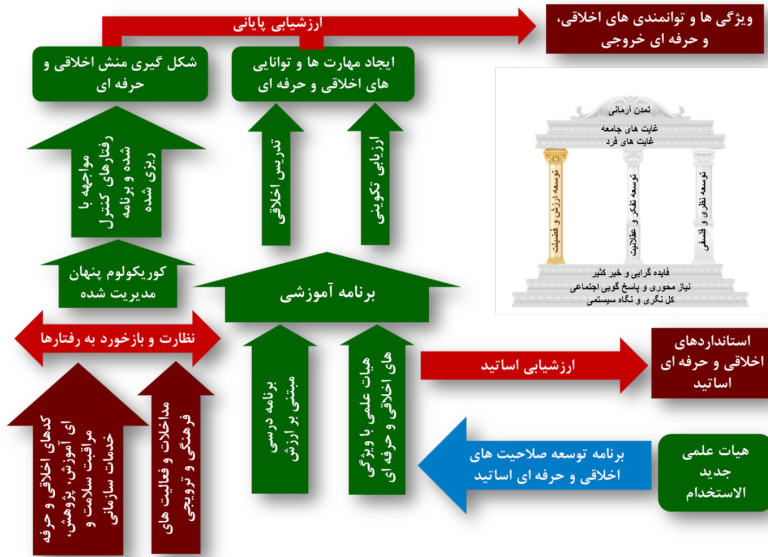 ارزشیابی پایانی
ویژگی ها و توانمندی های اخلاقی،
و حرفه ای خروجی
ایجاد مهارت ها و توانایی
های اخلاقی و حرفه ای
شکل گیری منش اخلاقی و
حرفه ای
تمدن آرمانی
غایت های جامعه
غایت های فرد
توسعه نظری و فلسفی
توسعه تفکر و عقلانیت
توسعه ارزش و فضیلت
فایده گرایی و خیر کثیر
نیاز محوری و پاسخ گویی اجتماعی
کل نگری و نگاه سیستمی
ارزیابی تکوینی
تدریس اخلاقی
مواجهه با
رفتارهای کنترل
شده و برنامه
ریزی شده
برنامه آموزشی
کوریکولوم پنهان
مدیریت شده
نظارت و بازخورد به رفتارها
استانداردهای
اخلاقی و حرفه ای
اساتید
ارزشیابی اساتید
هیات علمی با ویژگی
های اخلاقی و حرفه ای
برنامه درسی
مبتنی بر ارزش
مداخلات و فعالیت های
فرهنگی و ترویجی
کدهای اخلاقی و حرفه
ای آموزش، پژوهش،
مراقبت سلامت و
خدمات سازمانی
هیات علمی
جدید
الاستخدام
برنامه توسعه صلاحیت های
اخلاقی و حرفه ای اساتید